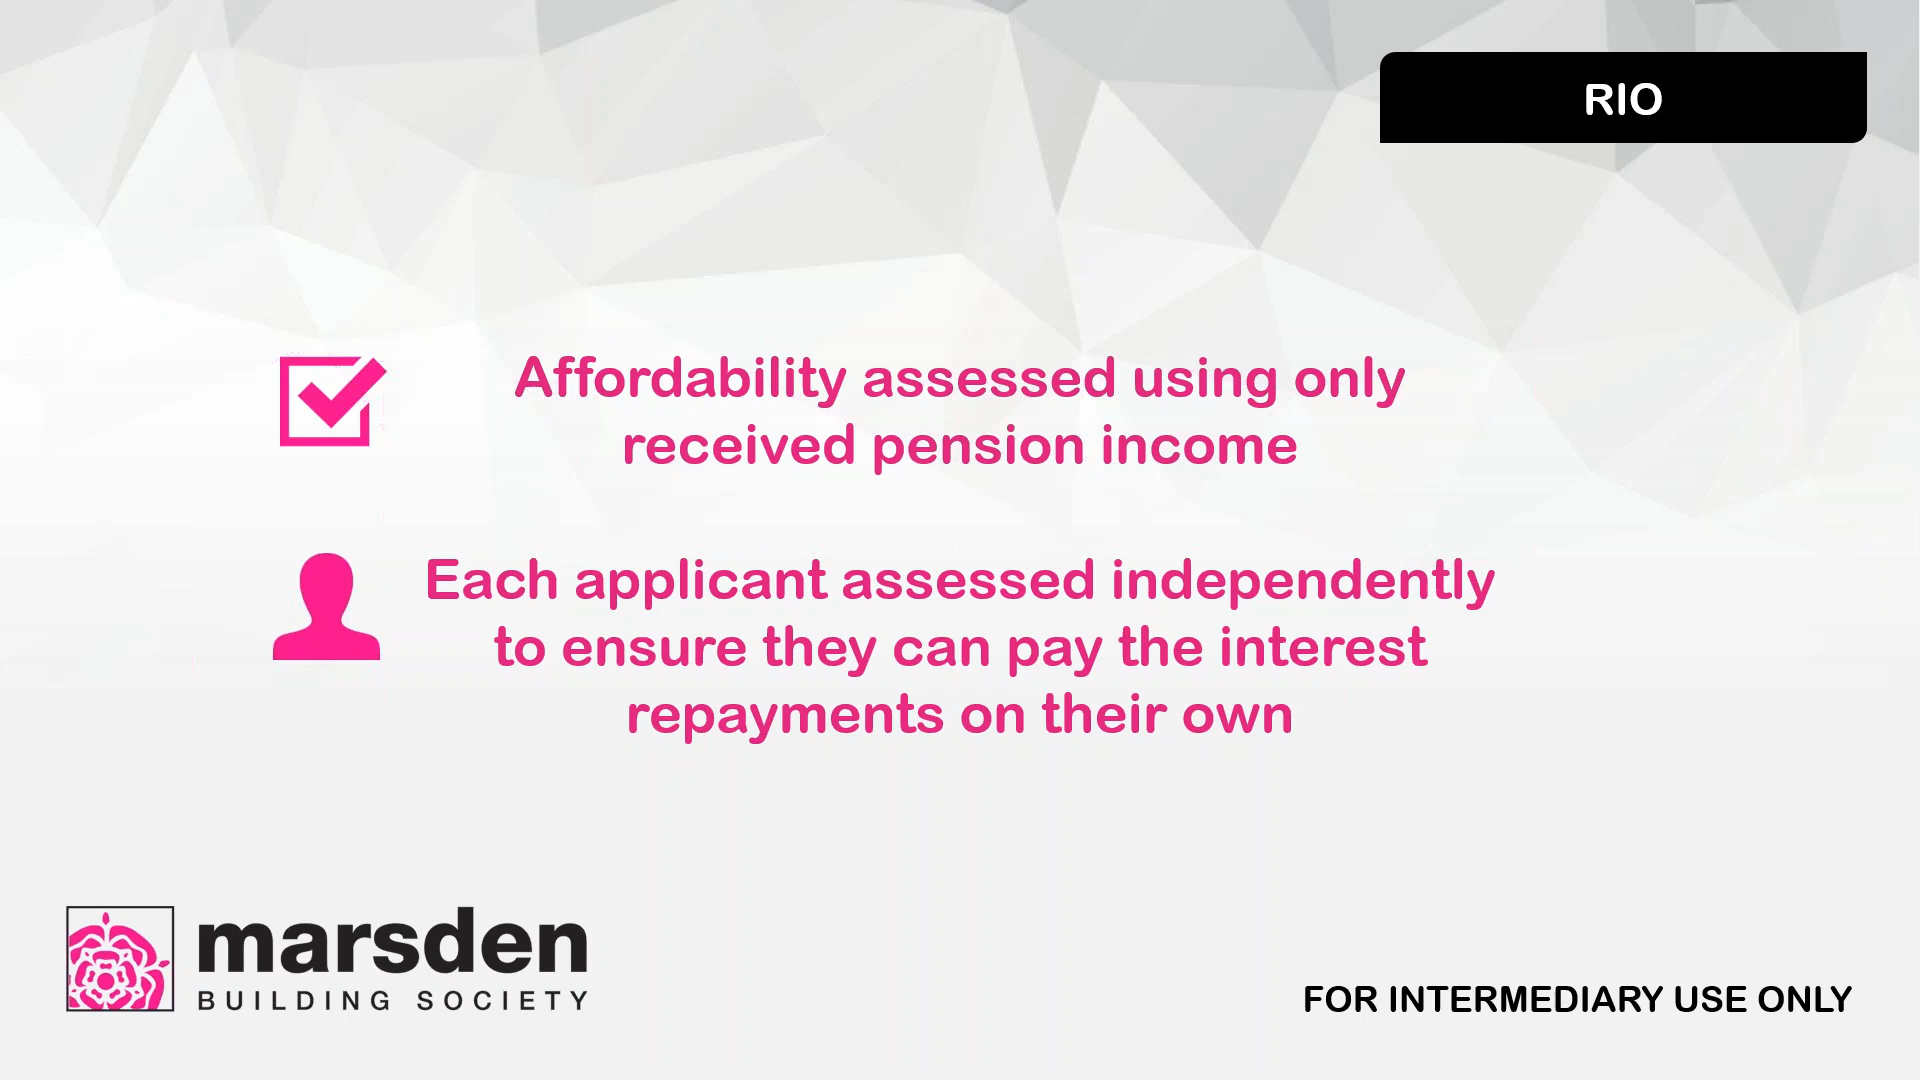 RIO
Affordability assessed using only
received pension income
Each applicant assessed independently
to ensure they can pay the interest
repayments on their own
marsden
BUILDING SOCIETY
FOR INTERMEDIARY USE ONLY